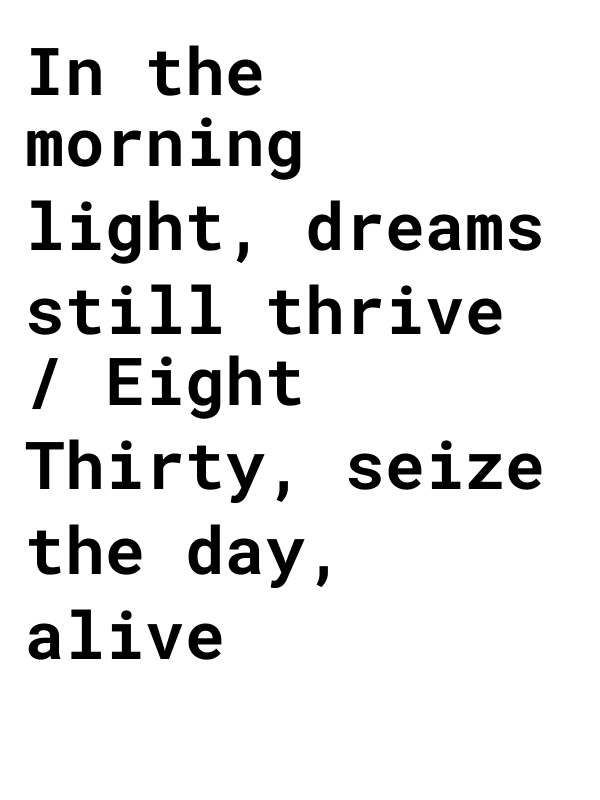 In the
morning
light, dreams
still thrive
/ Eight
Thirty, seize
the day,
alive